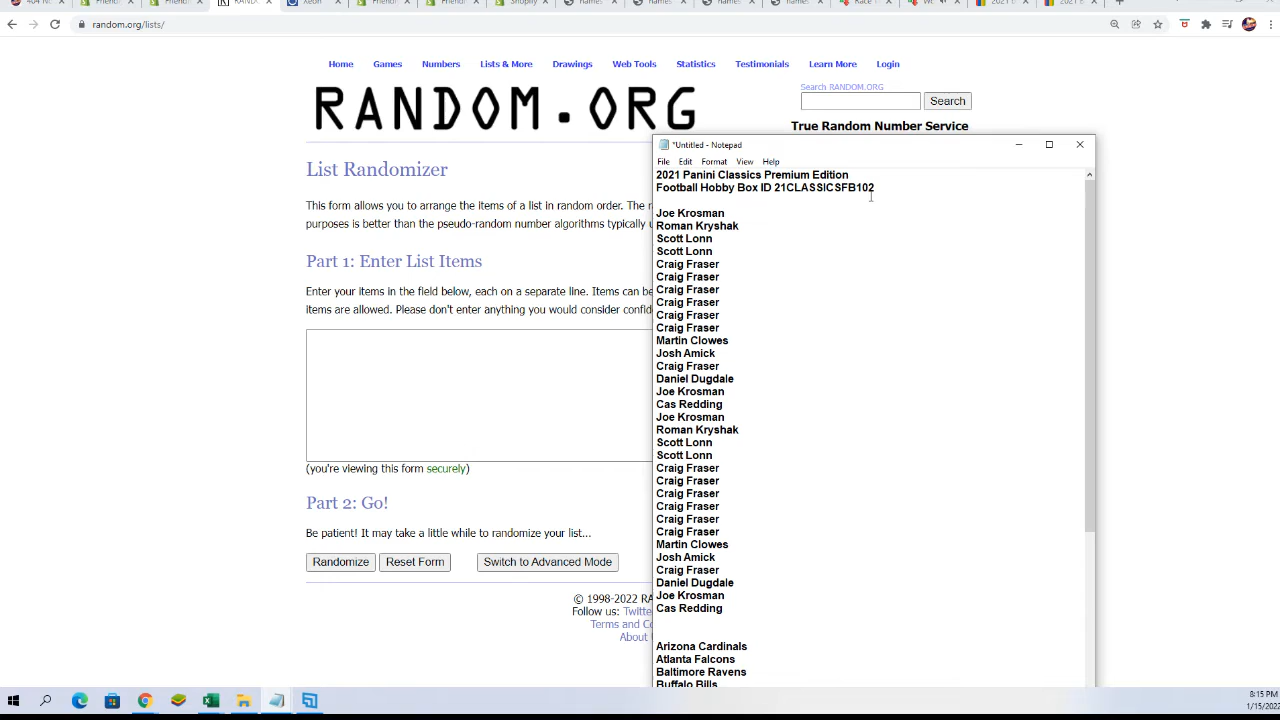 random.org/lists/
Home Games Numbers Lists & More Drawings Web Tools Statistics Testimonials Learn More Login
Search RANDOM.ORG
RANDOM.ORG
Search
True Random Number Service
*Untitled - Notepad
File Edit Format View Help
List Randomizer
This form allows you to arrange the items of a list in random order. The
purposes is better than the pseudo-random number algorithms typically
Part 1: Enter List Items
Enter your items in the field below, each on a separate line. Items can be
items are allowed. Please don't enter anything you would consider
(you're viewing this form securely)
Part 2: Go!
Be patient! It may take a little while to randomize your list...
Randomize Reset Form Switch to Advanced Mode
© 1998-2022
Follow us:
Terms and
About
2021 Panini Classics Premium Edition
Football Hobby Box ID 21CLASSICSFB102
Joe Krosman
Roman Kryshak
Scott Lonn
Scott Lonn
Craig Fraser
Craig Fraser
Craig Fraser
Craig Fraser
Craig Fraser
Craig Fraser
Martin Clowes
Josh Amick
Craig Fraser
Daniel Dugdale
Joe Krosman
Cas Redding
Joe Krosman
Roman Kryshak
Scott Lonn
Scott Lonn
Craig Fraser
Craig Fraser
Craig Fraser
Craig Fraser
Craig Fraser
Craig Fraser
Martin Clowes
Josh Amick
Craig Fraser
Daniel Dugdale
Joe Krosman
Cas Redding
Arizona Cardinals
Atlanta Falcons
Baltimore Ravens
Buffalo Bills
8:15 PM
1/15/2022